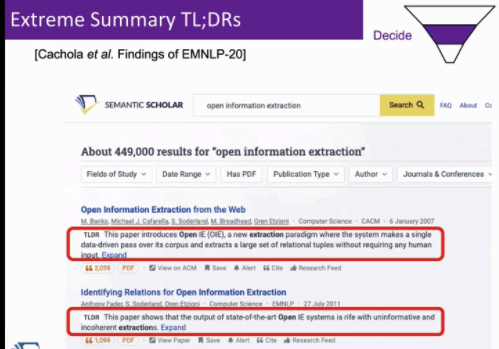 Extreme Summary TL;DRs
Decide
[Cachola et al. Findings of EMNLP-20]
SEMANTIC SCHOLAR
open information extraction
Search
FAQ About
About 449,000 results for "open information extraction"
Fields of Study Date Range Has PDF Publication Type Author Journals & Conferences
Open Information Extraction from the Web
M. Banko, Michael J. Cafarella, S. Soderland, M. Broadhead, Oren Etzioni · Computer Science · CACM · 6 January 2007
TLDR This paper introduces Open IE (OIE), a new extraction paradigm where the system makes a single
data-driven pass over its corpus and extracts a large set of relational tuples without requiring any human
input. Expand
2,059 PDF · View on ACM Save Alert Cite Research Feed
Identifying Relations for Open Information Extraction
Anthony Fader, S. Soderland, Oren Etzioni · Computer Science · EMNLP · 27 July 2011
TLDR This paper shows that the output of state-of-the-art Open IE systems is rife with uninformative and
incoherent extractions. Expand
1,099 PDF · View Paper Save Alert Cite Research Feed